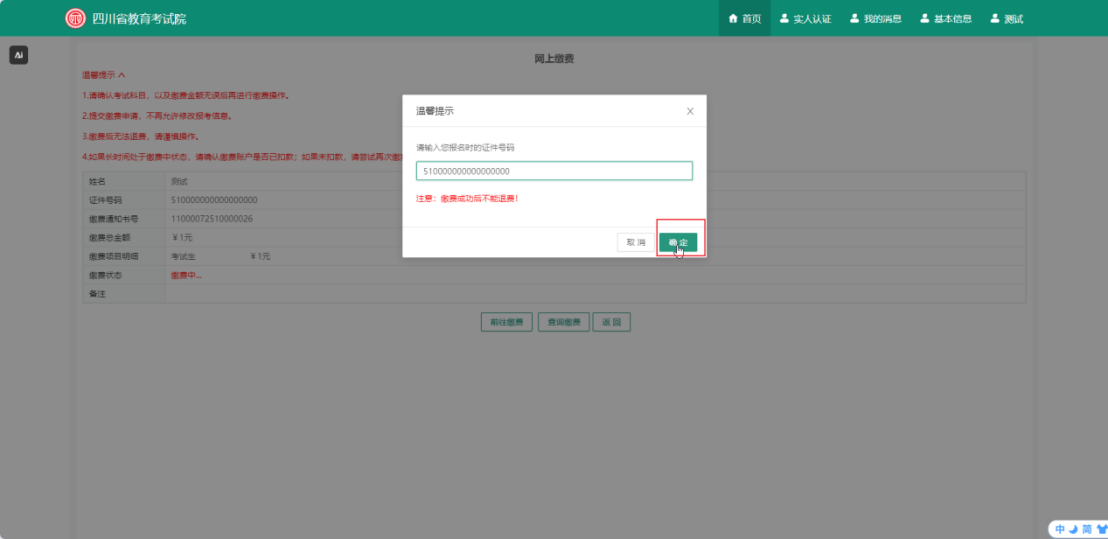 四川省教育考试院
首页 实人认证 我的消息 基本信息 测试
Ai
网上缴费
温馨提示
1.请确认考试科目，以及缴费金额无误后再进行缴费操作。
2.提交缴费申请，不再允许修改报考信息。
3.缴费后无法退费，请谨慎操作。
4.如果长时间处于缴费中状态，请确认缴费账户是否已扣款；如果未扣款，请尝试再次缴
温馨提示
请输入您报名时的证件号码
510000000000000000
注意：缴费成功后不能退费！
取消 确定
姓名 测试
证件号码 510000000000000000
缴费通知书号 11000072510000026
缴费总金额 ￥1元
缴费项目明细 考试生 ￥1元
缴费状态 缴费中...
备注
前往缴费 查询缴费 返回
中 简